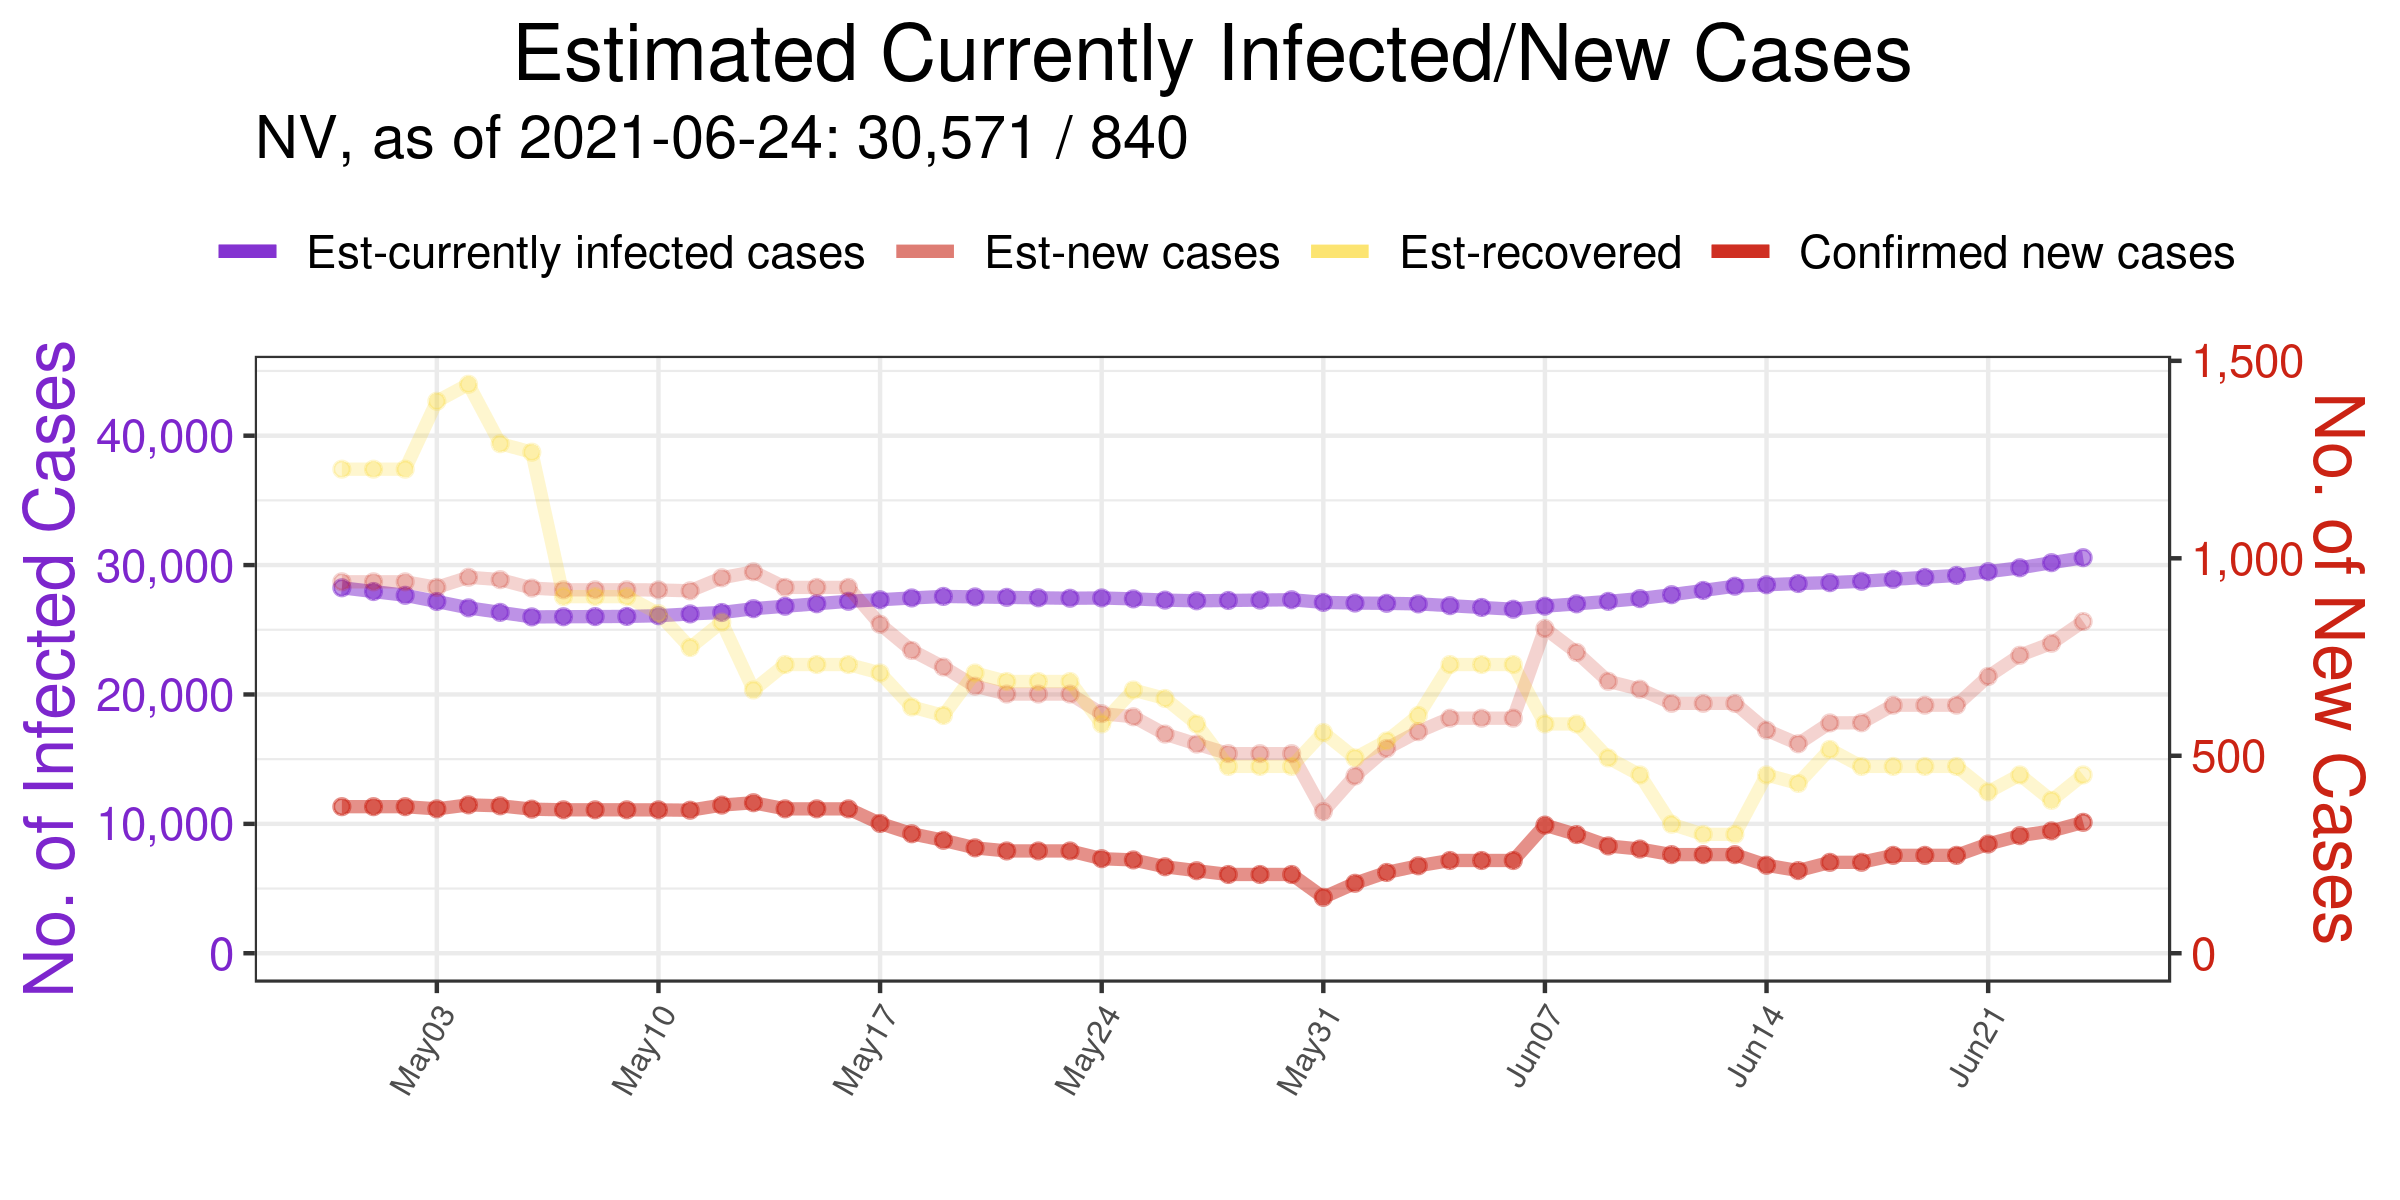 Estimated Currently Infected/New Cases
NV, as of 2021-06-24: 30,571 / 840
Est-currently infected cases Est-new cases Est-recovered Confirmed new cases
No. of Infected Cases
40,000
30,000
20,000
10,000
0
1,500
1,000
500
0
No. of New Cases
May03 May10 May17 May24 May31 Jun07 Jun14 Jun21